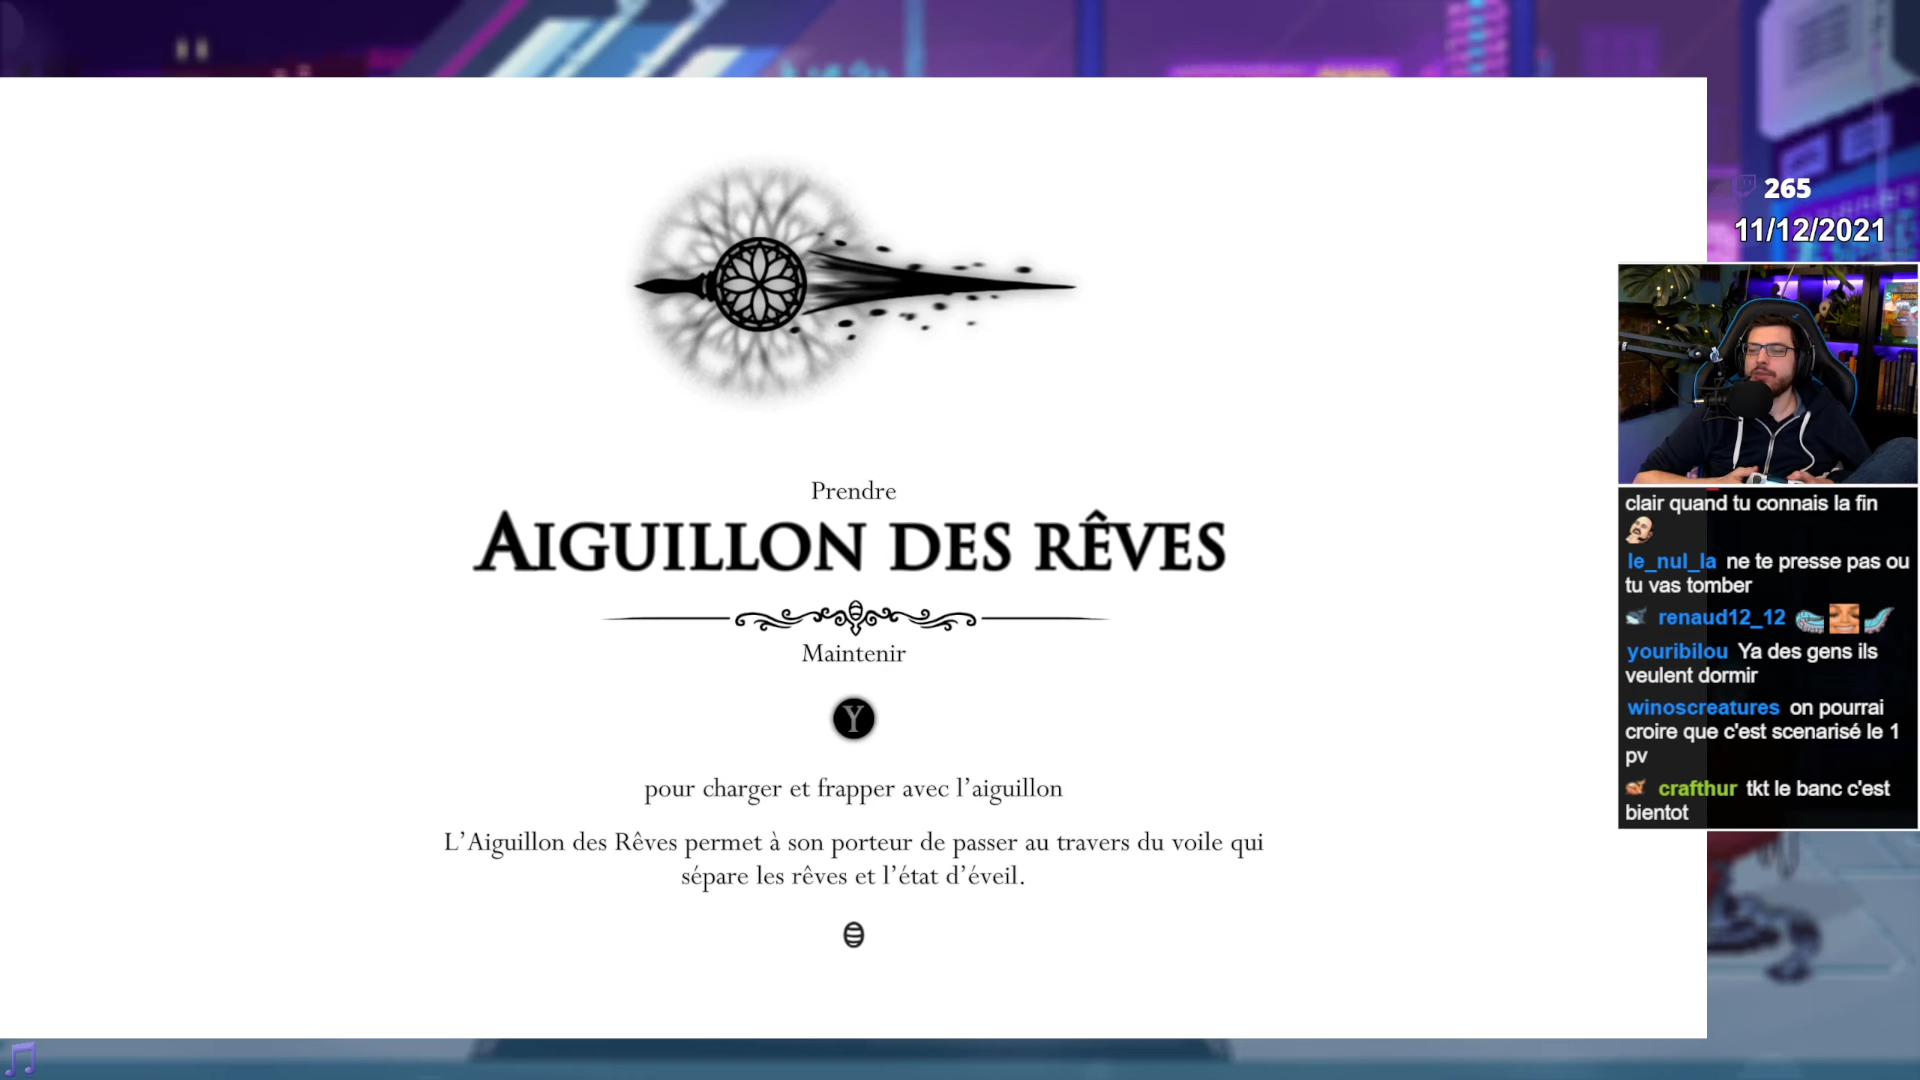 Prendre
AIGUILLON DES RÊVES
Maintenir
Y
pour charger et frapper avec l'aiguillon
L'Aiguillon des Rêves permet à son porteur de passer au travers du voile qui
sépare les rêves et l'état d'éveil.
265
11/12/2021
clair quand tu connais la fin
le_nul_la ne te presse pas ou
tu vas tomber
renaud12_12
youribilou Ya des gens ils
veulent dormir
winoscreatures on pourrai
croire que c'est scenarisé le 1
pv
crafthur tkt le banc c'est
bientot